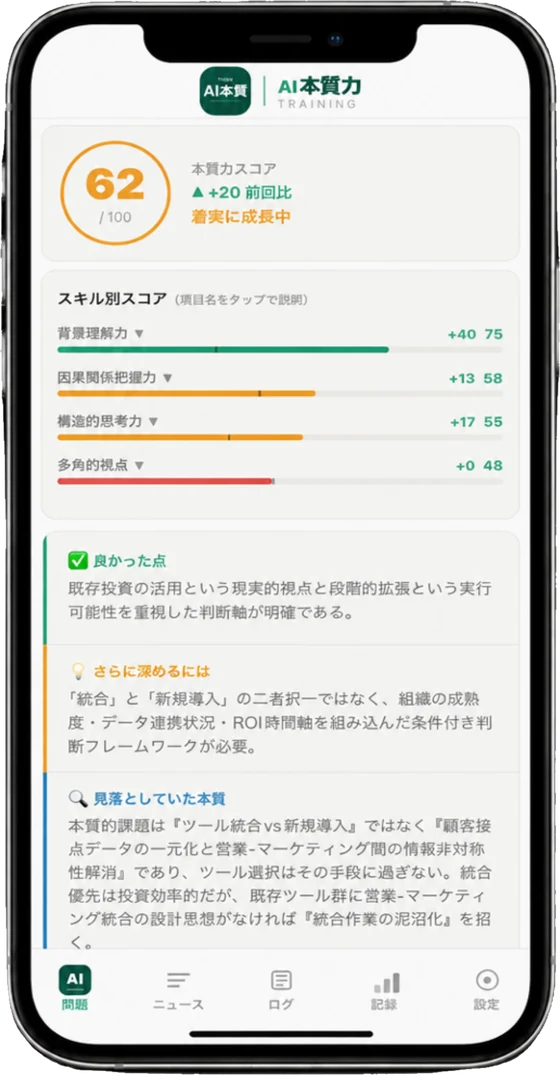 THINK
AI本質
AI本質力
TRAINING
62
/ 100
本質力スコア
▲ +20 前回比
着実に成長中
スキル別スコア (項目名をタップで説明)
背景理解力 ▼ +40 75
因果関係把握力 ▼ +13 58
構造的思考力 ▼ +17 55
多角的視点 ▼ +0 48
✅ 良かった点
既存投資の活用という現実的視点と段階的拡張という実行
可能性を重視した判断軸が明確である。
💡 さらに深めるには
「統合」と「新規導入」の二者択一ではなく、組織の成熟
度・データ連携状況・ROI時間軸を組み込んだ条件付き判
断フレームワークが必要。
🔍 見落としていた本質
本質的課題は『ツール統合vs新規導入』ではなく『顧客接
点データの一元化と営業-マーケティング間の情報非対称
性解消』であり、ツール選択はその手段に過ぎない。統合
優先は投資効率的だが、既存ツール群に営業-マーケティ
ング統合の設計思想がなければ『統合作業の泥沼化』を招
く。
AI
問題
ニュース
ログ
記録
設定